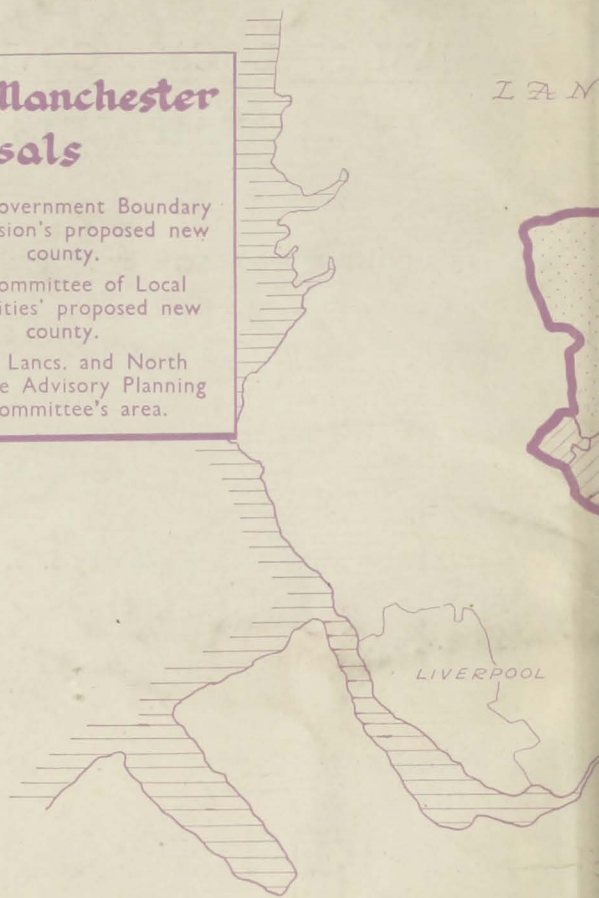 Manchester
sals
overnment Boundary
sion's proposed new
county.
ommittee of Local
ities' proposed new
county.
Lancs. and North
e Advisory Planning
ommittee's area.
LAN
LIVERPOOL